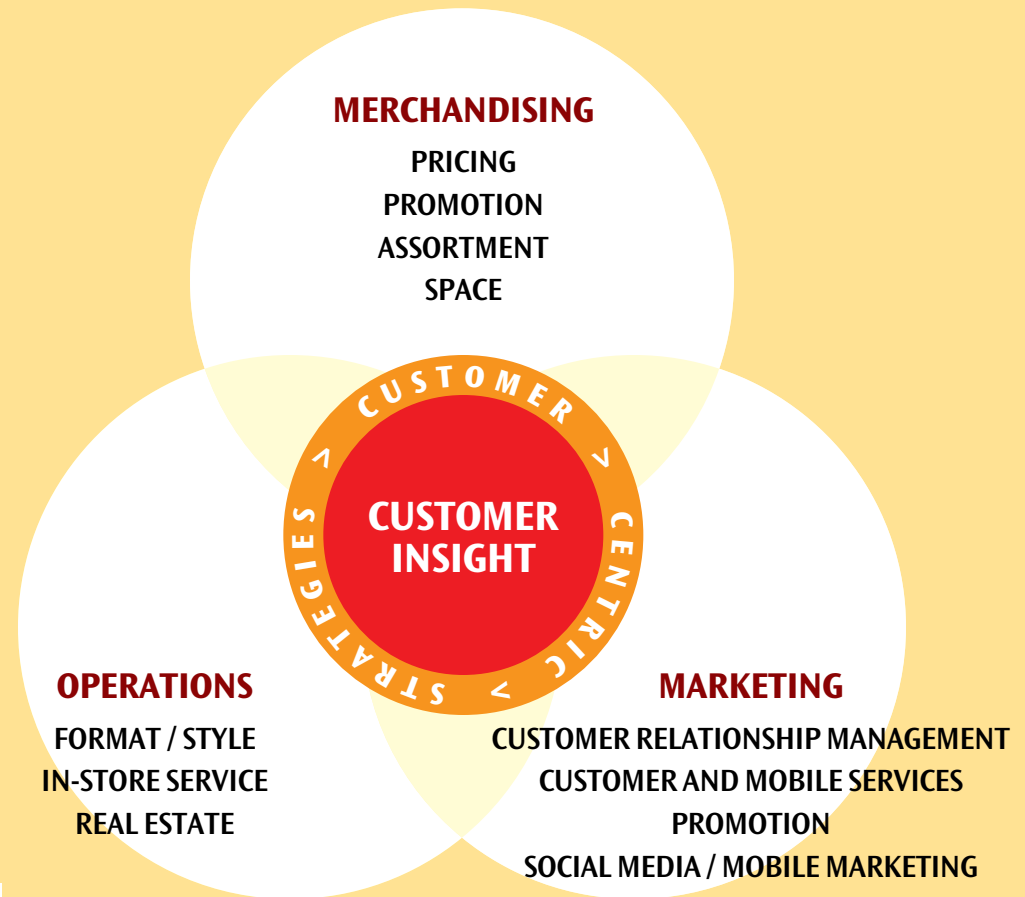 MERCHANDISING
PRICING
PROMOTION
ASSORTMENT
SPACE
CUSTOMER > CENTRIC > STRATEGIES >
CUSTOMER
INSIGHT
OPERATIONS
FORMAT / STYLE
IN-STORE SERVICE
REAL ESTATE
MARKETING
CUSTOMER RELATIONSHIP MANAGEMENT
CUSTOMER AND MOBILE SERVICES
PROMOTION
SOCIAL MEDIA / MOBILE MARKETING